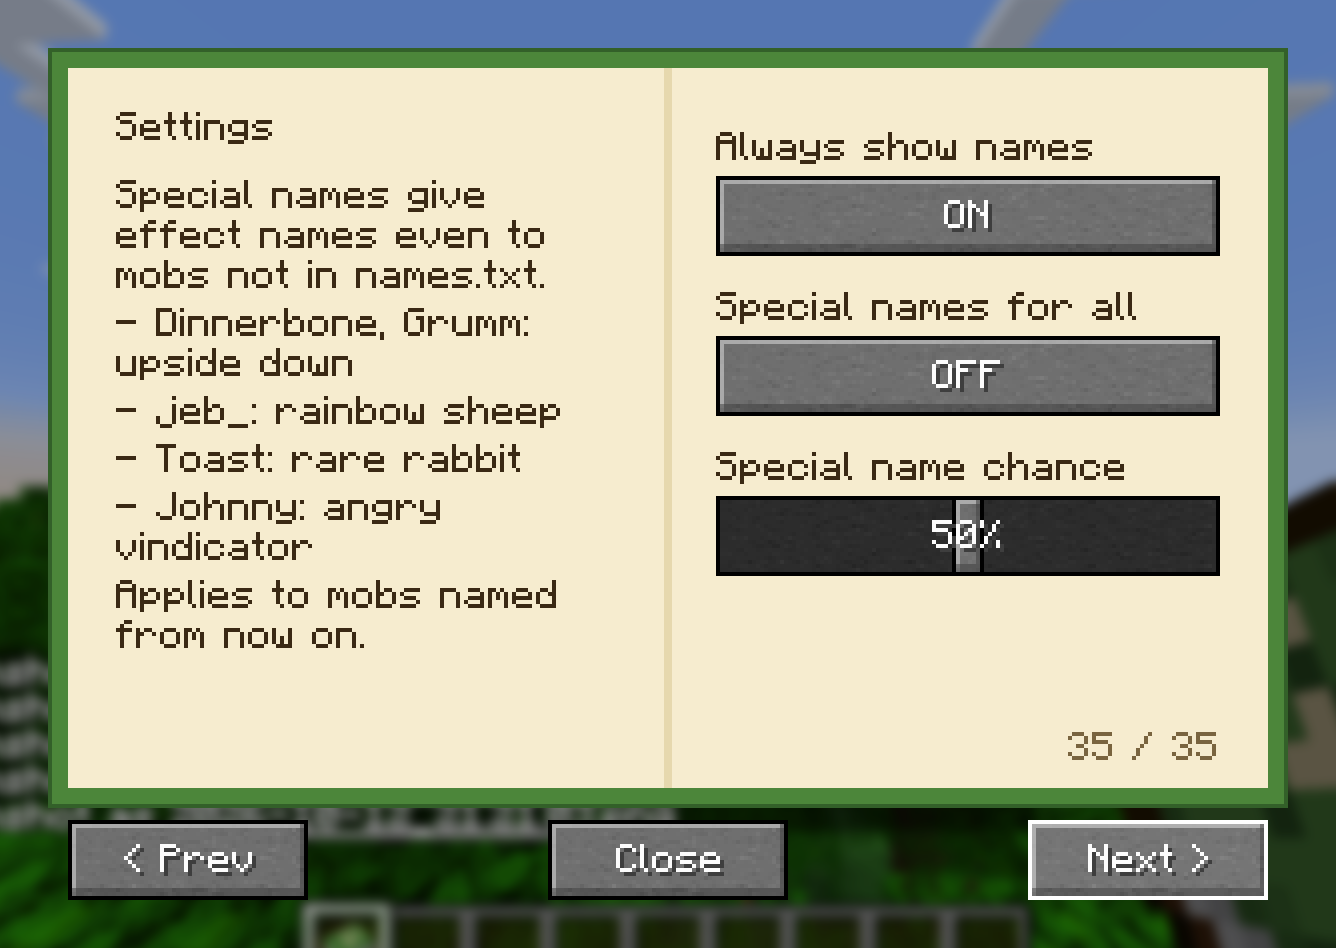 Settings
Special names give
effect names even to
mobs not in names.txt.
- Dinnerbone, Grumm:
upside down
- jeb_: rainbow sheep
- Toast: rare rabbit
- Johnny: angry
vindicator
Applies to mobs named
from now on.
Always show names
ON
Special names for all
OFF
Special name chance
50%
35 / 35
< Prev
Close
Next >